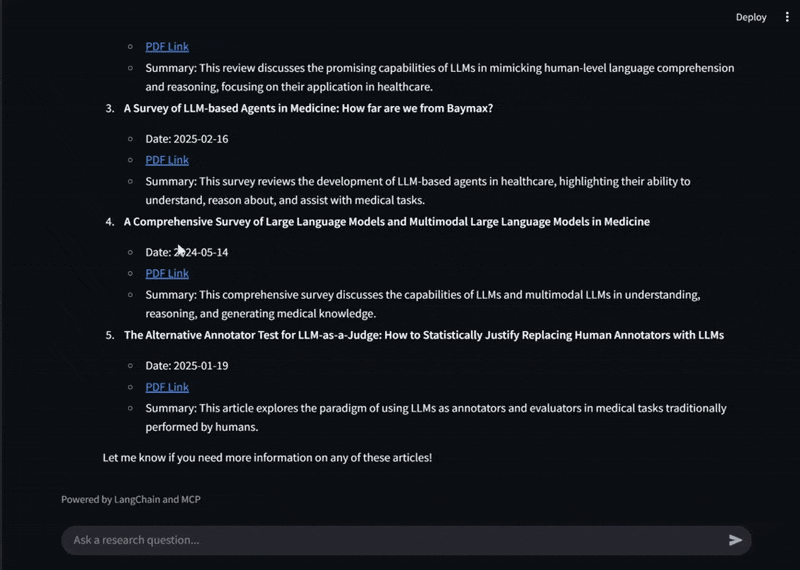 Deploy
PDF Link
Summary: This review discusses the promising capabilities of LLMs in mimicking human-level language comprehension
and reasoning, focusing on their application in healthcare.
3. A Survey of LLM-based Agents in Medicine: How far are we from Baymax?
Date: 2025-02-16
PDF Link
Summary: This survey reviews the development of LLM-based agents in healthcare, highlighting their ability to
understand, reason about, and assist with medical tasks.
4. A Comprehensive Survey of Large Language Models and Multimodal Large Language Models in Medicine
Date: 2024-05-14
PDF Link
Summary: This comprehensive survey discusses the capabilities of LLMs and multimodal LLMs in understanding,
reasoning, and generating medical knowledge.
5. The Alternative Annotator Test for LLM-as-a-Judge: How to Statistically Justify Replacing Human Annotators with LLMs
Date: 2025-01-19
PDF Link
Summary: This article explores the paradigm of using LLMs as annotators and evaluators in medical tasks traditionally
performed by humans.
Let me know if you need more information on any of these articles!
Powered by LangChain and MCP
Ask a research question...